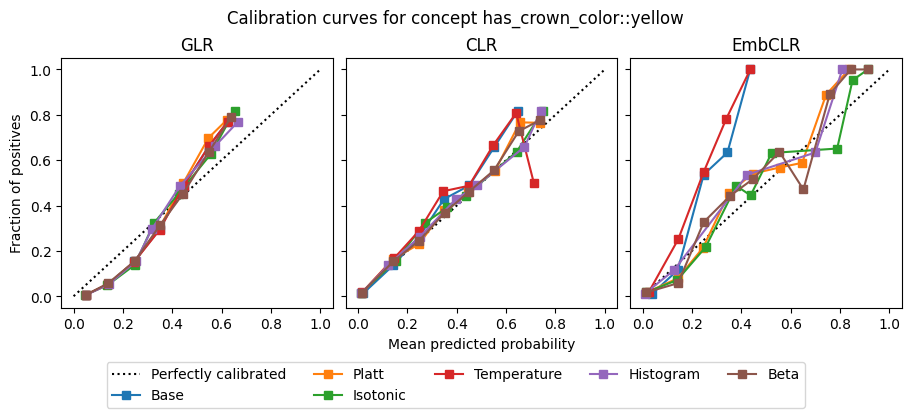 Calibration curves for concept has_crown_color::yellow
GLR
CLR
EmbCLR
Fraction of positives
1.0
0.8
0.6
0.4
0.2
0.0
0.0 0.2 0.4 0.6 0.8 1.0
0.0 0.2 0.4 0.6 0.8 1.0
0.0 0.2 0.4 0.6 0.8 1.0
Mean predicted probability
Perfectly calibrated
Base
Platt
Isotonic
Temperature
Histogram
Beta